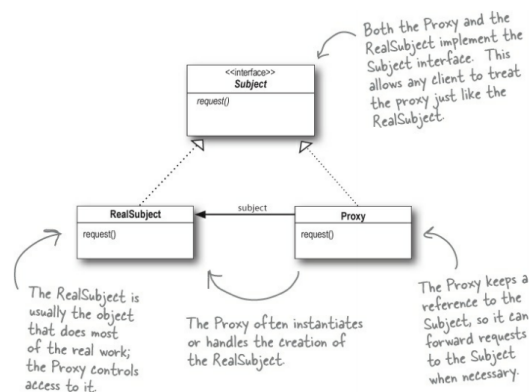 Both the Proxy and the
RealSubject implement the
Subject interface. This
allows any client to treat
the proxy just like the
RealSubject.
<<interface>>
Subject
request()
RealSubject
request()
subject
Proxy
request()
The RealSubject is
usually the object
that does most
of the real work;
the Proxy controls
access to it.
The Proxy often instantiates
or handles the creation of
the RealSubject.
The Proxy keeps a
reference to the
Subject, so it can
forward requests
to the Subject
when necessary.